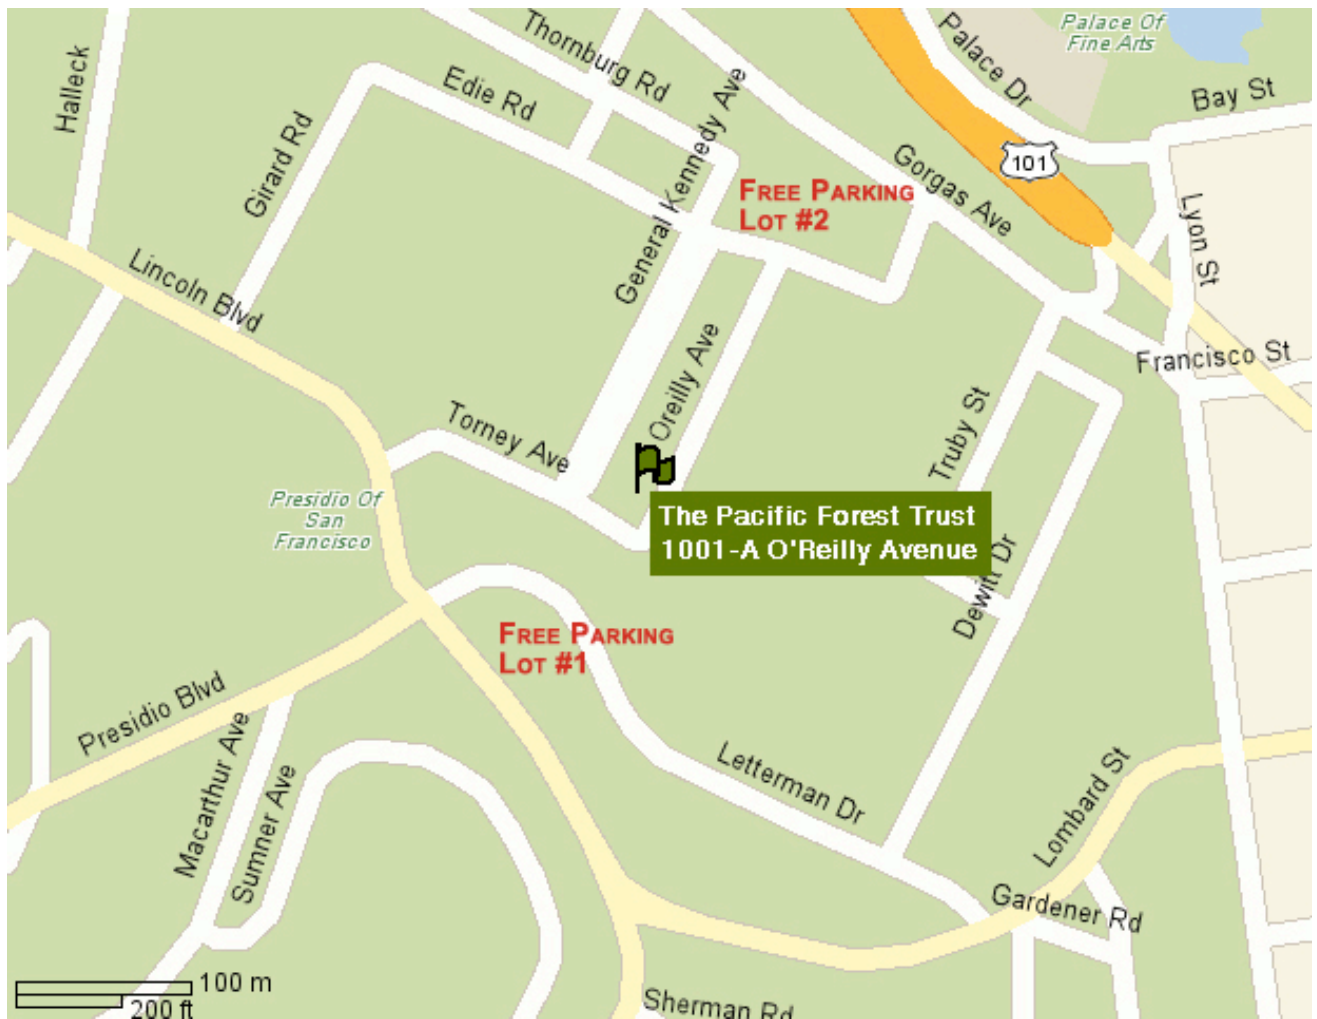 Palace Of
Fine Arts
Thornburg Rd
Palace Dr
Bay St
Halleck
Edie Rd
Girard Rd
General Kennedy Ave
101
Gorgas Ave
FREE PARKING
LOT #2
Lyon St
Lincoln Blvd
Oreilly Ave
Francisco St
Torney Ave
Truby St
Presidio Of
San
Francisco
The Pacific Forest Trust
1001-A O'Reilly Avenue
Dewitt Dr
FREE PARKING
LOT #1
Presidio Blvd
Macarthur Ave
Sumner Ave
Letterman Dr
Lombard St
Gardener Rd
100 m
200 ft
Sherman Rd